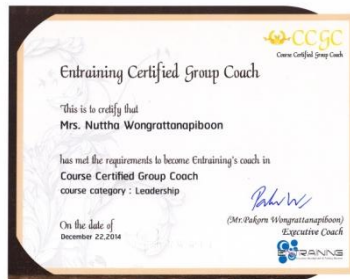 CCGC
Course Certified Group Coach
Entraining Certified Group Coach
This is to cretify that
Mrs. Nuttha Wongrattanapiboon
has met the requirements to become Entraining's coach in
Course Certified Group Coach
course category : Leadership
On the date of
December 22,2014
(Mr.Pakorn Wongrattanapiboon)
Executive Coach